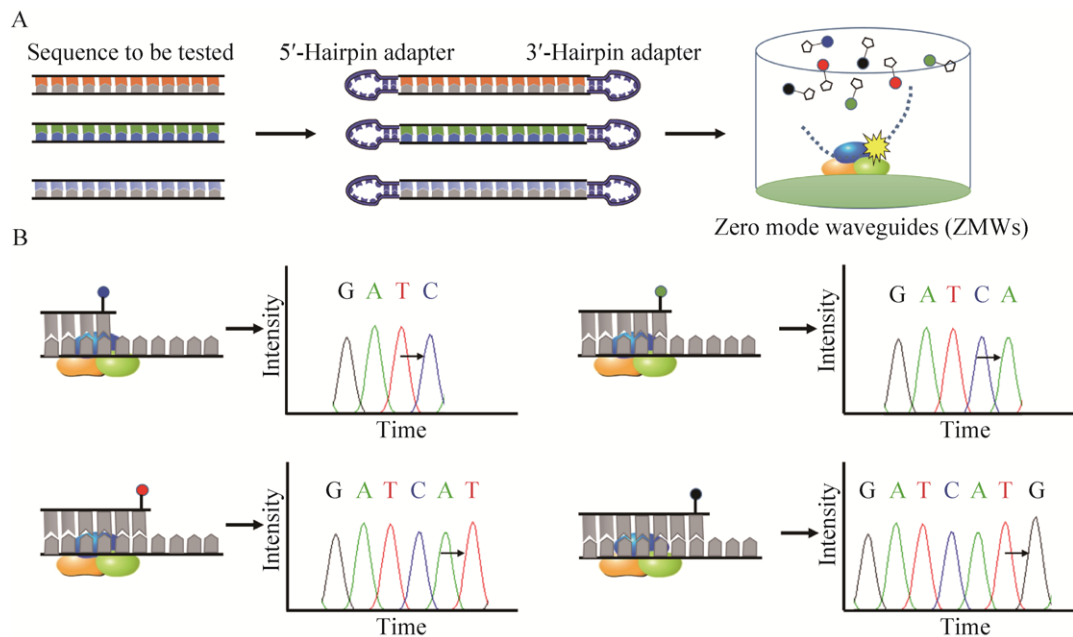 A
Sequence to be tested
5′-Hairpin adapter
3′-Hairpin adapter
Zero mode waveguides (ZMWs)
B
Intensity
G A T C
Time
Intensity
G A T C A
Time
Intensity
G A T C A T
Time
Intensity
G A T C A T G
Time